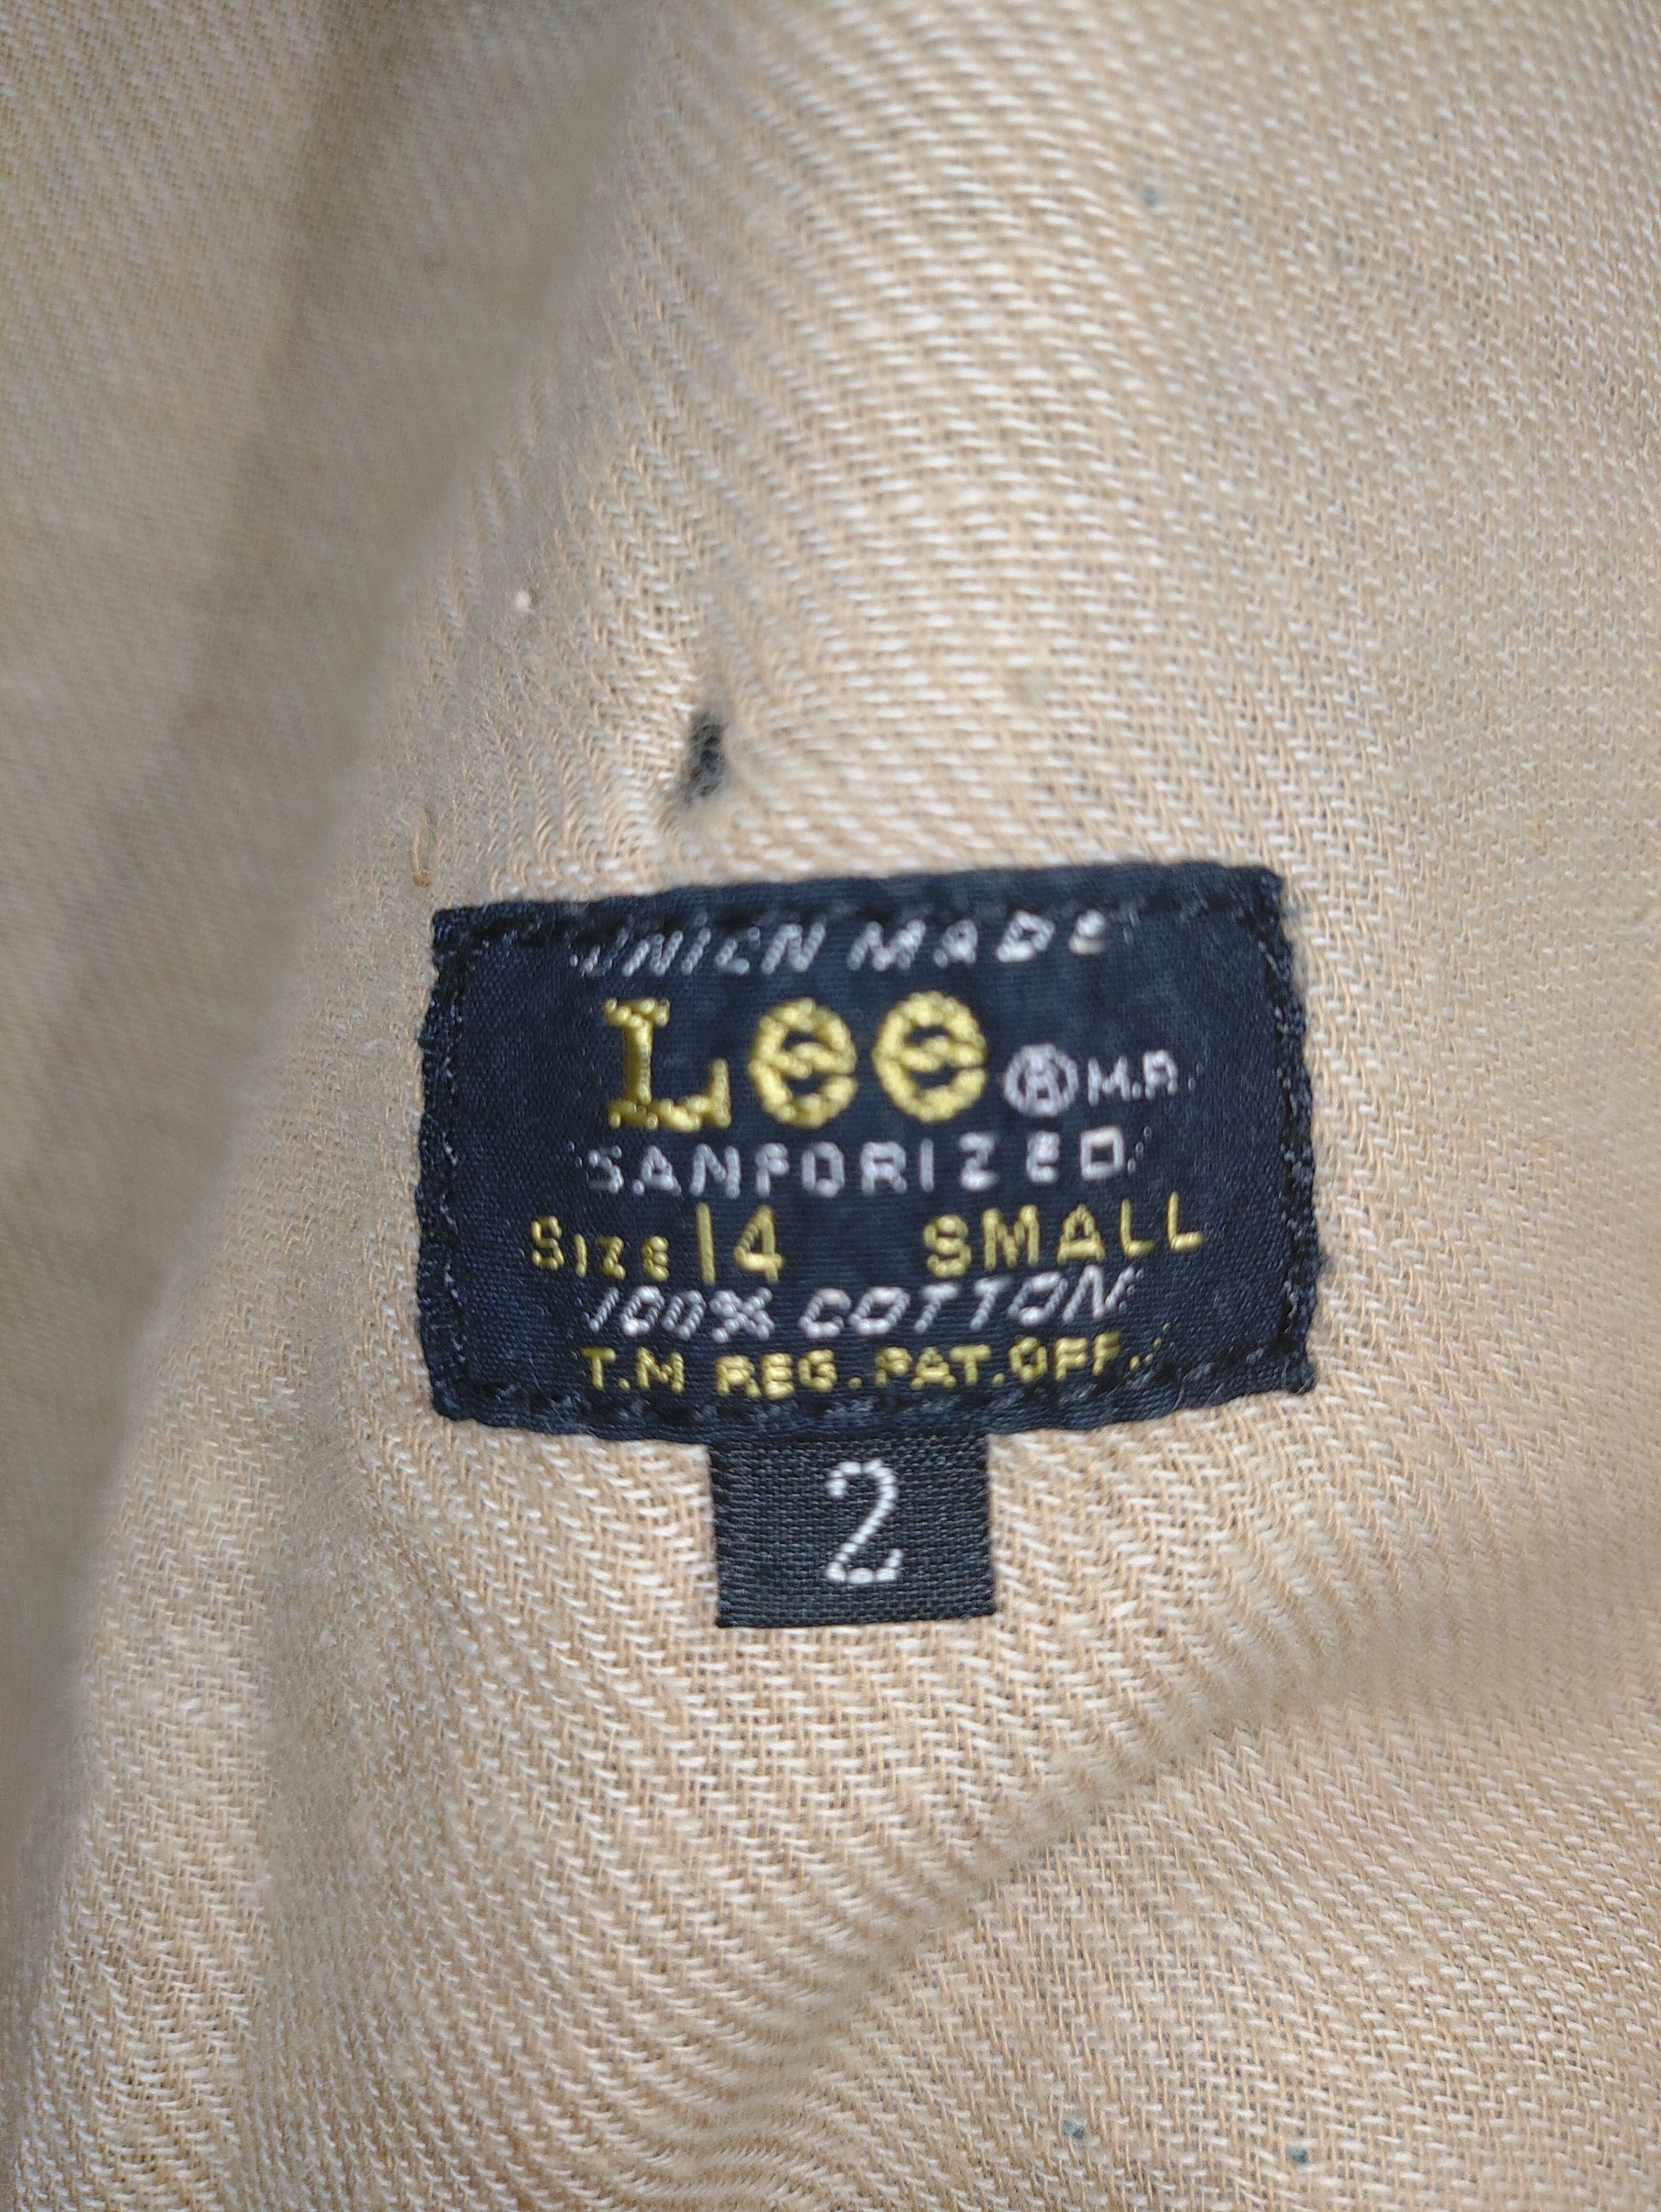 UNION MADE
Lee ® M.R.
SANFORIZED
SIZE 14 SMALL
100% COTTON
T.M REG. PAT. OFF.
2